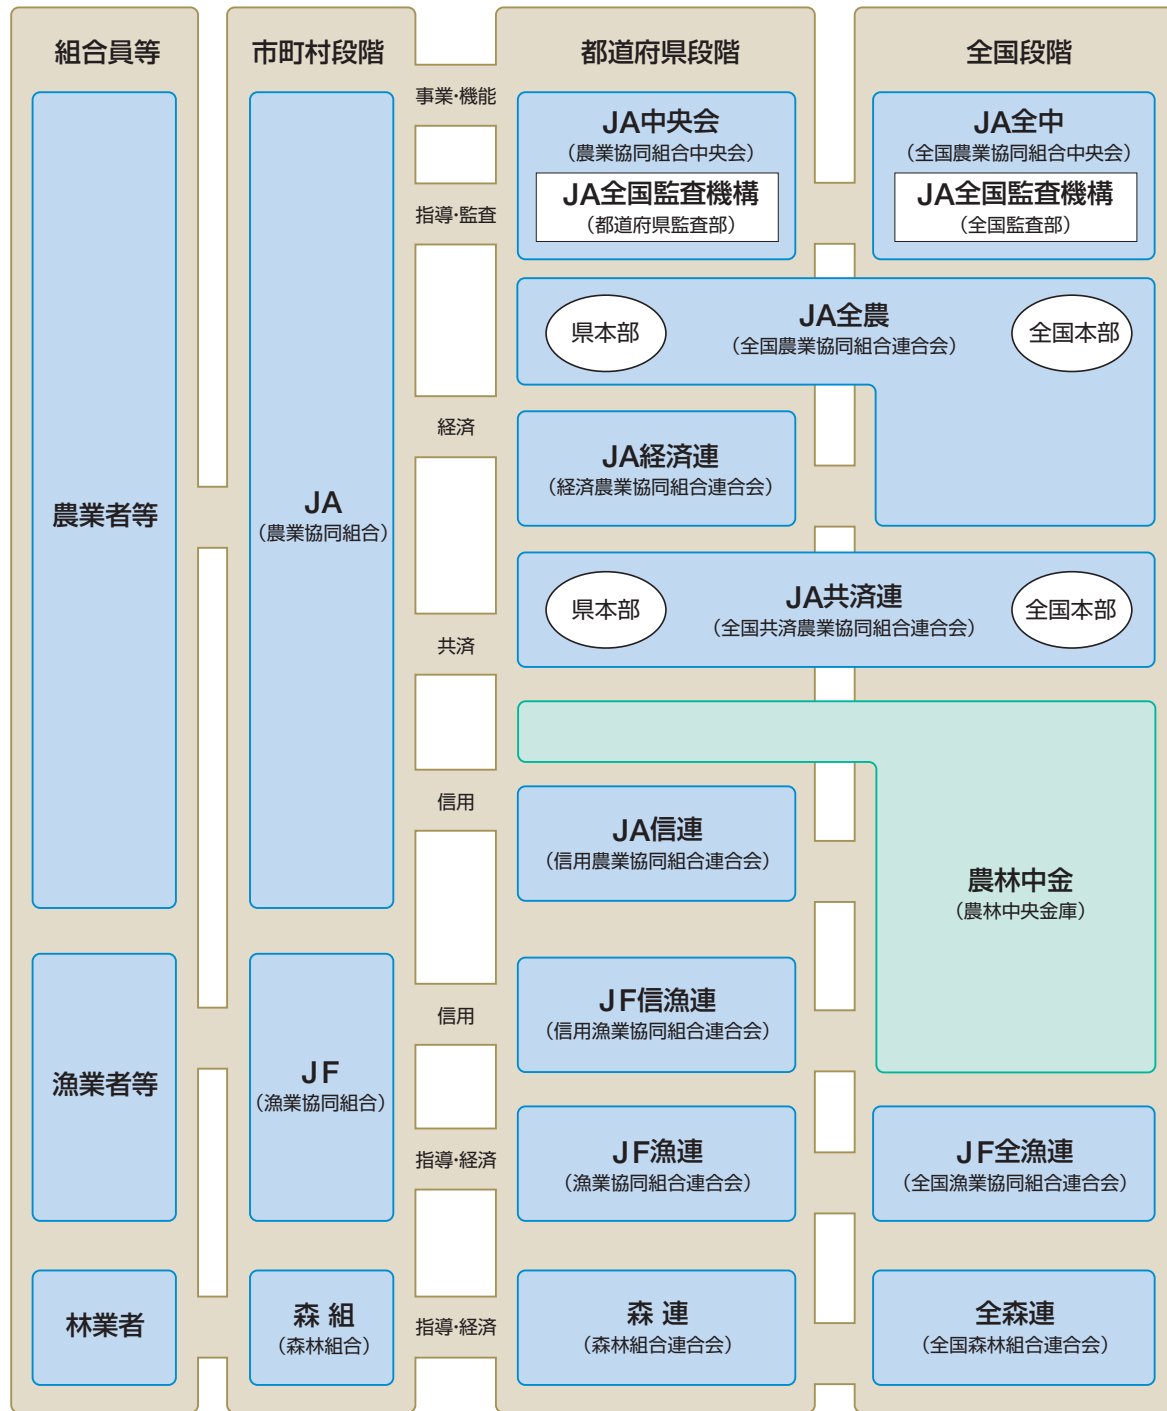 組合員等
市町村段階
都道府県段階
全国段階
事業・機能
指導・監査
経済
共済
信用
信用
指導・経済
指導・経済
農業者等
漁業者等
林業者
JA
（農業協同組合）
JF
（漁業協同組合）
森 組
（森林組合）
JA中央会
（農業協同組合中央会）
JA全国監査機構
（都道府県監査部）
JA全中
（全国農業協同組合中央会）
JA全国監査機構
（全国監査部）
県本部
JA全農
（全国農業協同組合連合会）
全国本部
JA経済連
（経済農業協同組合連合会）
県本部
JA共済連
（全国共済農業協同組合連合会）
全国本部
JA信連
（信用農業協同組合連合会）
農林中金
（農林中央金庫）
JF信漁連
（信用漁業協同組合連合会）
JF漁連
（漁業協同組合連合会）
JF全漁連
（全国漁業協同組合連合会）
森 連
（森林組合連合会）
全森連
（全国森林組合連合会）